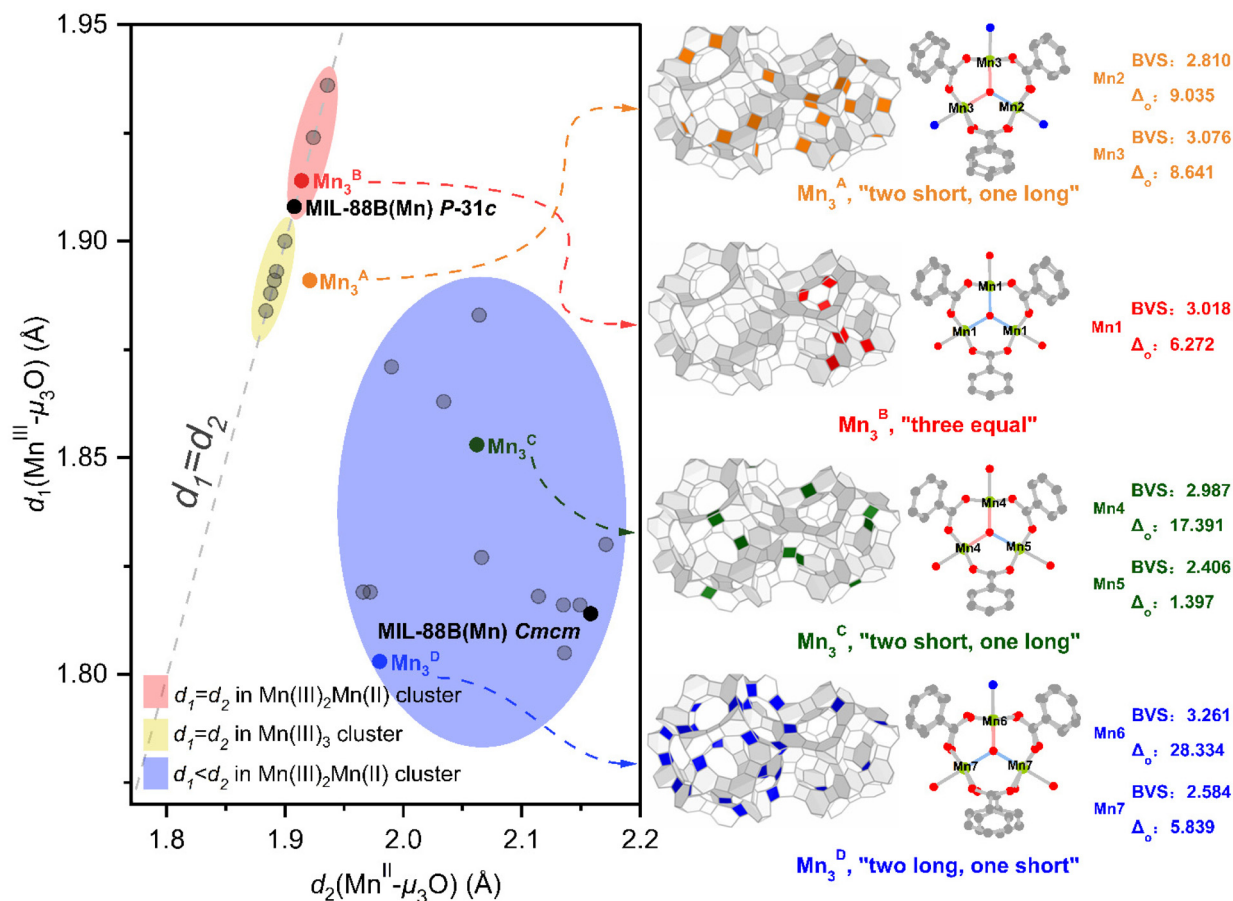 1.95
1.90
1.85
1.80
d₁(Mnᴵᴵᴵ-μ₃O) (Å)
1.8 1.9 2.0 2.1 2.2
d₂(Mnᴵᴵ-μ₃O) (Å)
d₁=d₂
Mn₃ᴮ
MIL-88B(Mn) P-31c
Mn₃ᴬ
Mn₃ᶜ
MIL-88B(Mn) Cmcm
Mn₃ᴰ
d₁=d₂ in Mn(III)₂Mn(II) cluster
d₁=d₂ in Mn(III)₃ cluster
d₁<d₂ in Mn(III)₂Mn(II) cluster
Mn3
Mn3 Mn2
Mn2 BVS: 2.810
Δₒ: 9.035
Mn3 BVS: 3.076
Δₒ: 8.641
Mn₃ᴬ, "two short, one long"
Mn1
Mn1 Mn1
Mn1 BVS: 3.018
Δₒ: 6.272
Mn₃ᴮ, "three equal"
Mn4
Mn4 Mn5
Mn4 BVS: 2.987
Δₒ: 17.391
Mn5 BVS: 2.406
Δₒ: 1.397
Mn₃ᶜ, "two short, one long"
Mn6
Mn7 Mn7
Mn6 BVS: 3.261
Δₒ: 28.334
Mn7 BVS: 2.584
Δₒ: 5.839
Mn₃ᴰ, "two long, one short"